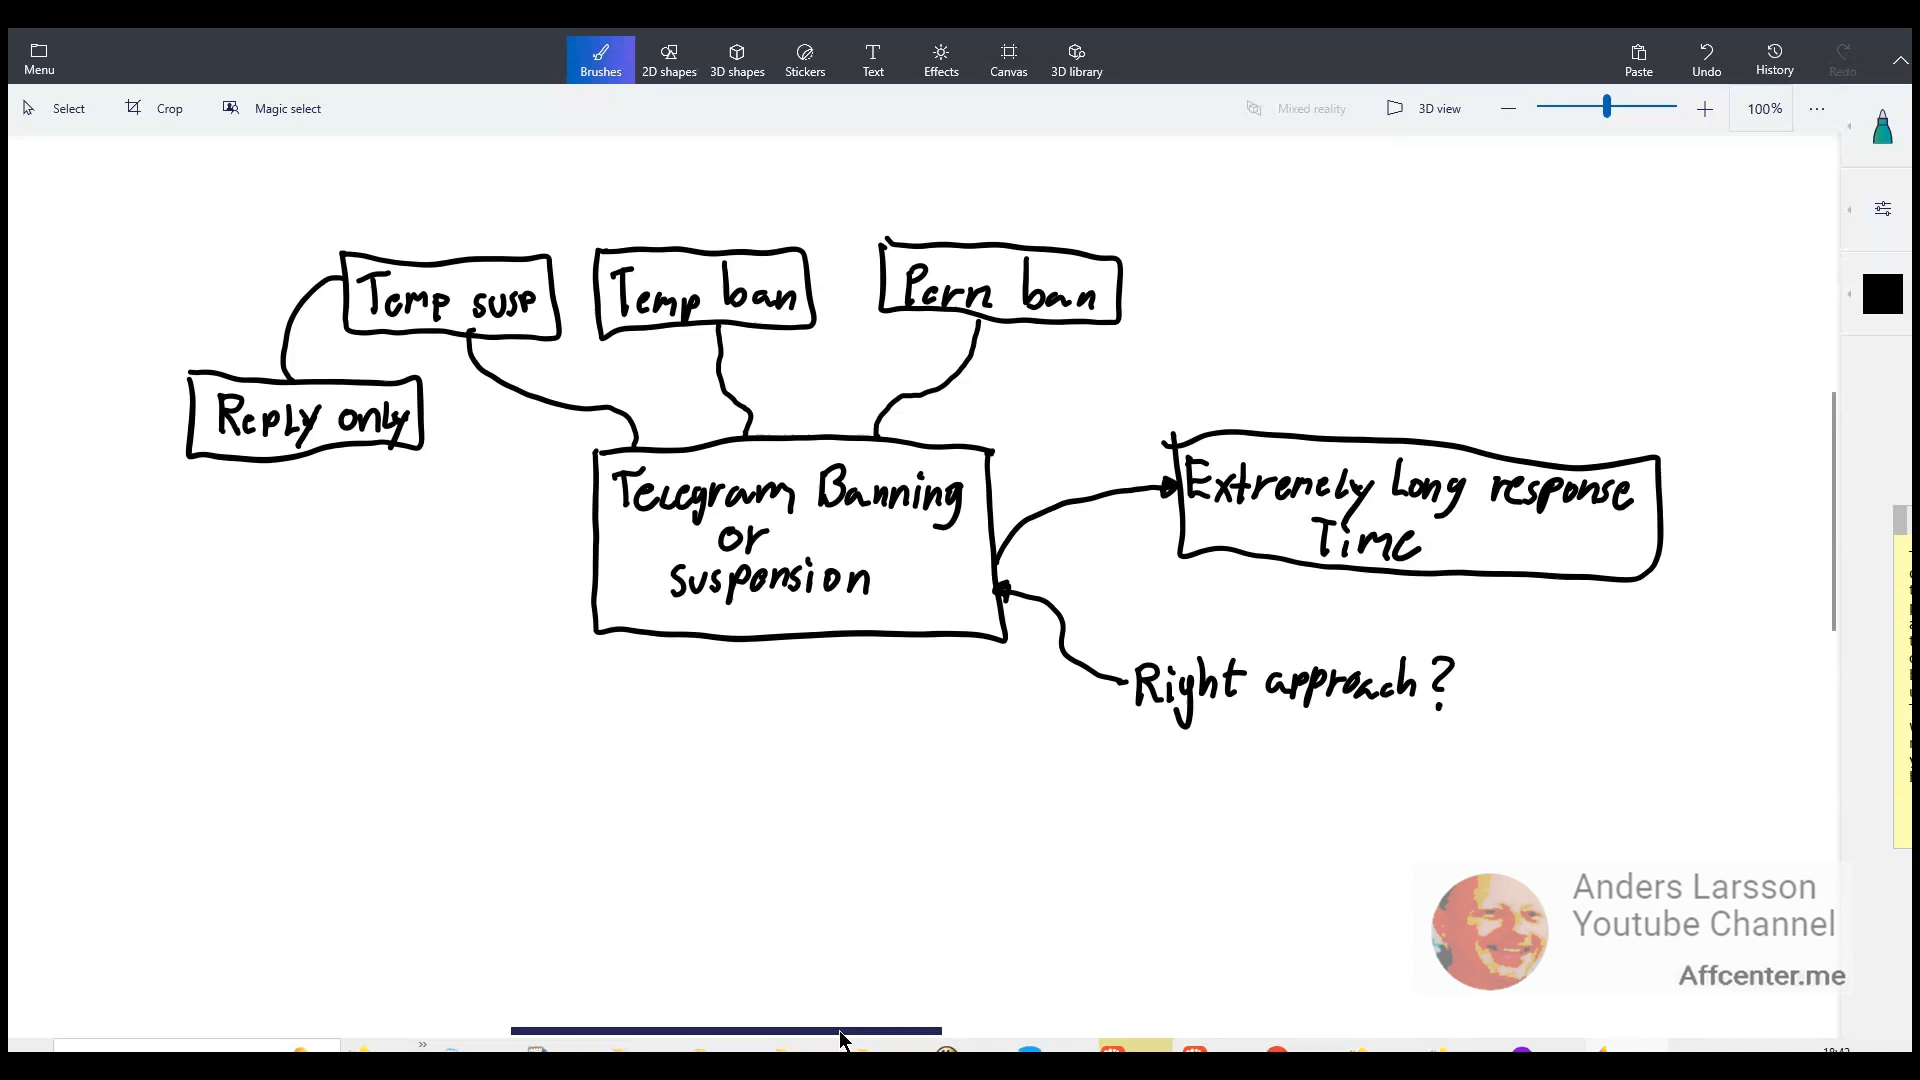 Menu
Brushes
2D shapes
3D shapes
Stickers
Text
Effects
Canvas
3D library
Paste
Undo
History
Redo
Select
Crop
Magic select
Mixed reality
3D view
100%
Temp susp
Temp ban
Perm ban
Reply only
Telegram Banning
or
suspension
Extremely Long response
Time
Right approach?
Anders Larsson
Youtube Channel
Affcenter.me